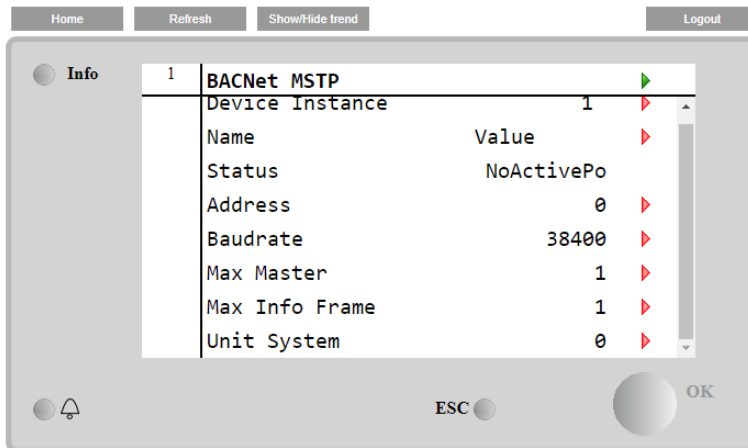 Home Refresh Show/Hide trend Logout
Info
1 BACNet MSTP
Device Instance 1
Name Value
Status NoActivePo
Address 0
Baudrate 38400
Max Master 1
Max Info Frame 1
Unit System 0
ESC OK